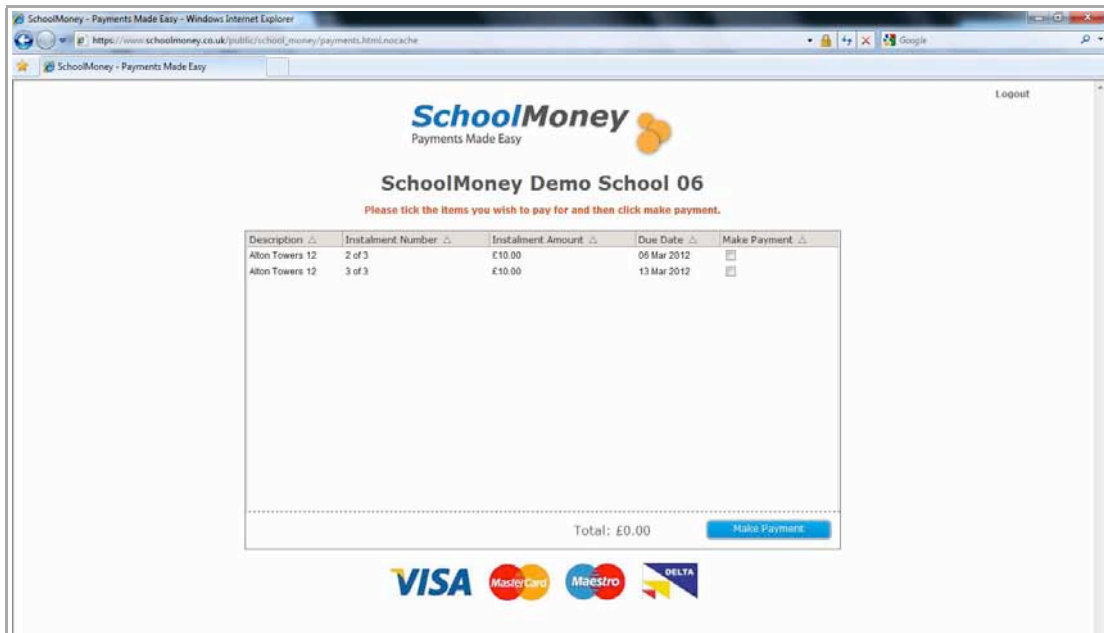 SchoolMoney - Payments Made Easy - Windows Internet Explorer
https://www.schoolmoney.co.uk/public/school_money/payments.html.nocache
Google
SchoolMoney - Payments Made Easy
Logout
SchoolMoney
Payments Made Easy
SchoolMoney Demo School 06
Please tick the items you wish to pay for and then click make payment.
Description Instalment Number Instalment Amount Due Date Make Payment
Alton Towers 12 2 of 3 £10.00 06 Mar 2012
Alton Towers 12 3 of 3 £10.00 13 Mar 2012
Total: £0.00 Make Payment
VISA MasterCard Maestro DELTA